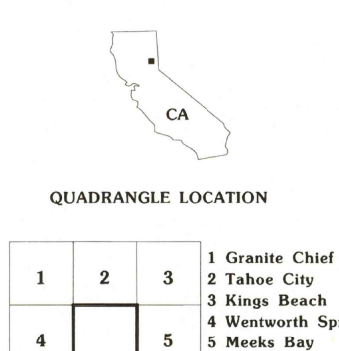 CA
QUADRANGLE LOCATION
1 2 3
4 5
1 Granite Chief
2 Tahoe City
3 Kings Beach
4 Wentworth
5 Meeks Bay